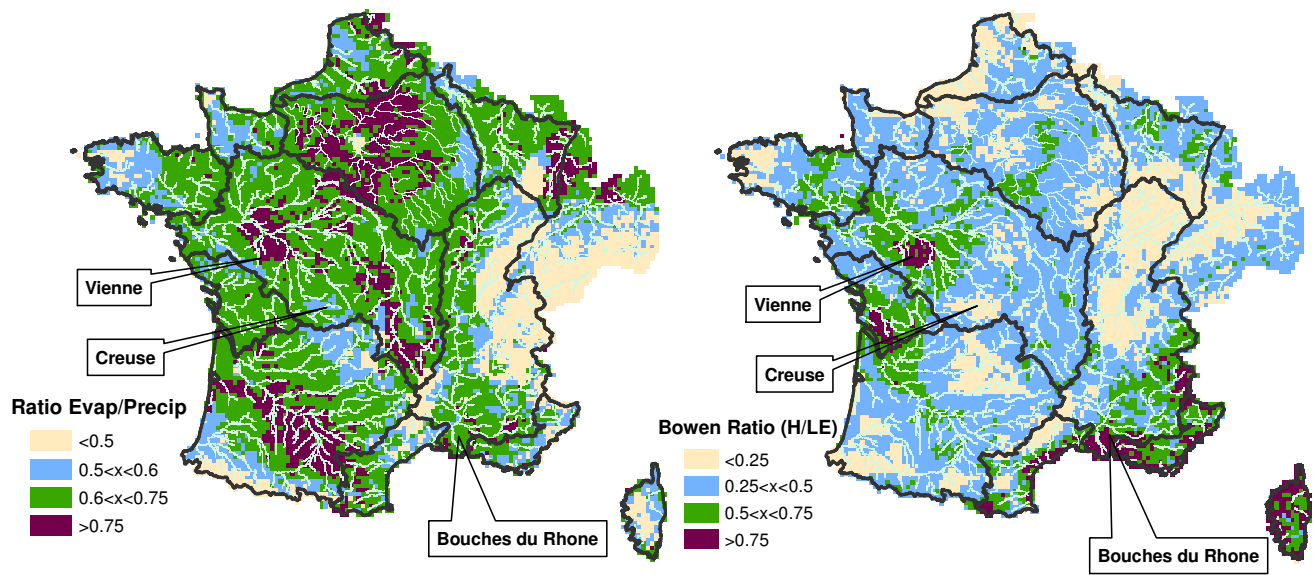 Vienne
Creuse
Ratio Evap/Precip
<0.5
0.5<x<0.6
0.6<x<0.75
>0.75
Bouches du Rhone
Vienne
Creuse
Bowen Ratio (H/LE)
<0.25
0.25<x<0.5
0.5<x<0.75
>0.75
Bouches du Rhone